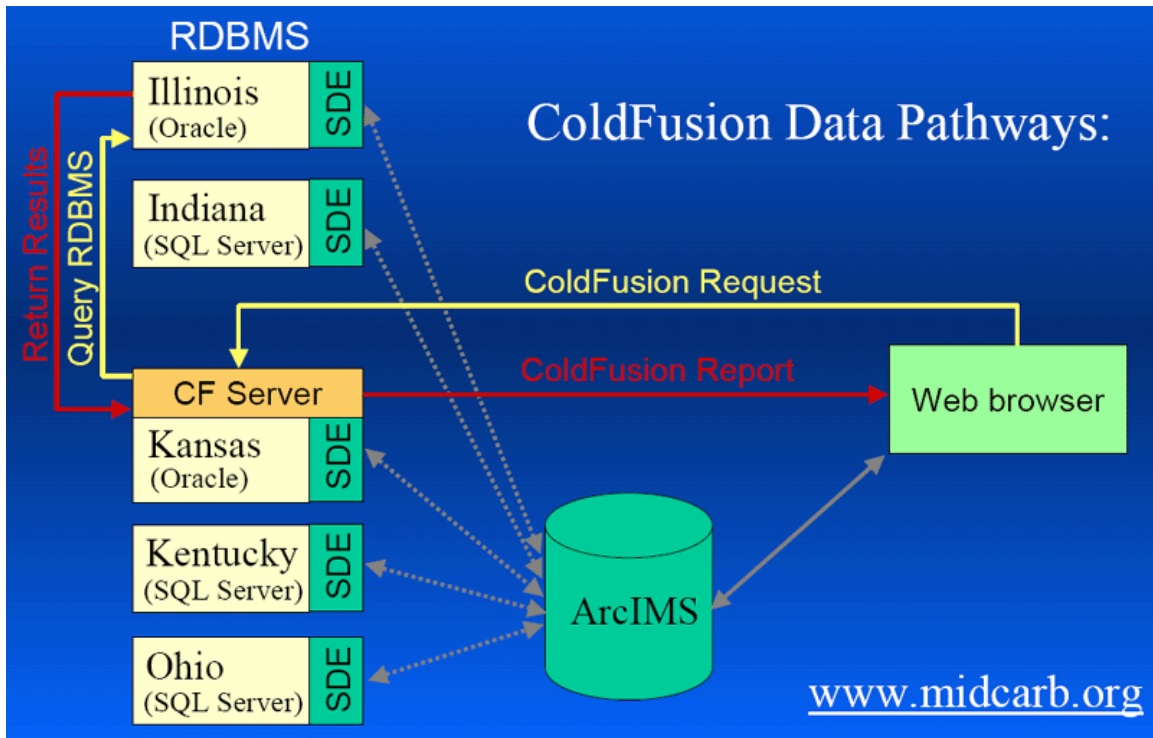 RDBMS
Illinois
(Oracle)
SDE
ColdFusion Data Pathways:
Return Results
Query RDBMS
Indiana
(SQL Server)
SDE
ColdFusion Request
CF Server
ColdFusion Report
Web browser
Kansas
(Oracle)
SDE
Kentucky
(SQL Server)
SDE
ArcIMS
Ohio
(SQL Server)
SDE
www.midcarb.org